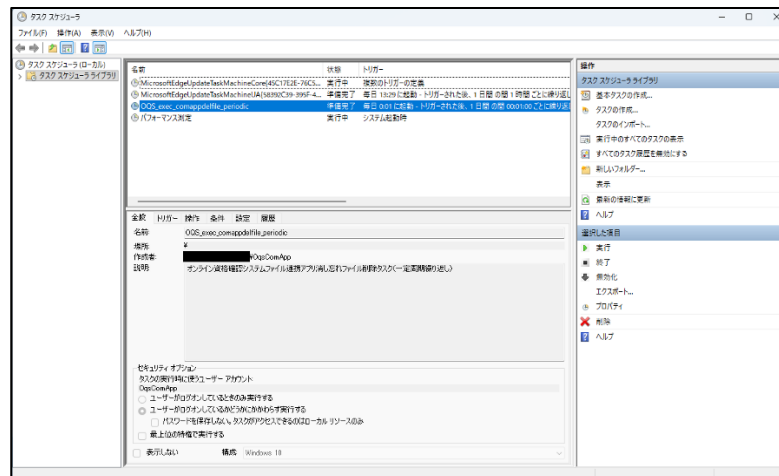 タスク スケジューラ
ファイル(F) 操作(A) 表示(V) ヘルプ(H)
タスク スケジューラ (ローカル)
タスク スケジューラ ライブラリ
名前 状態 トリガー
MicrosoftEdgeUpdateTaskMachineCore{45C17E2E-76C5... 実行中 複数のトリガーの定義
MicrosoftEdgeUpdateTaskMachineUA{58392C39-395F-4... 準備完了 毎日 13:29 に起動 - トリガーされた後、1 日間 の間 1 時間 ごとに繰り返し
OQS_exec_comappdelfile_periodic 準備完了 毎日 0:01 に起動 - トリガーされた後、1 日間 の間 00:01:00 ごとに繰り返し
パフォーマンス測定 実行中 システム起動時
全般 トリガー 操作 条件 設定 履歴
名前 OQS_exec_comappdelfile_periodic
場所 ¥
作成者: ¥OqsComApp
説明 オンライン資格確認システムファイル連携アプリ消し忘れファイル削除タスク(一定周期繰り返し)
セキュリティ オプション
タスクの実行時に使うユーザー アカウント
OqsComApp
ユーザーがログオンしているときのみ実行する
ユーザーがログオンしているかどうかにかかわらず実行する
パスワードを保存しない。タスクがアクセスできるのはローカル リソースのみ
最上位の特権で実行する
表示しない 構成 Windows 10
操作
タスク スケジューラ ライブラリ
基本タスクの作成...
タスクの作成...
タスクのインポート...
実行中のすべてのタスクの表示
すべてのタスク履歴を無効にする
新しいフォルダー...
表示
最新の情報に更新
ヘルプ
選択した項目
実行
終了
無効化
エクスポート...
プロパティ
削除
ヘルプ